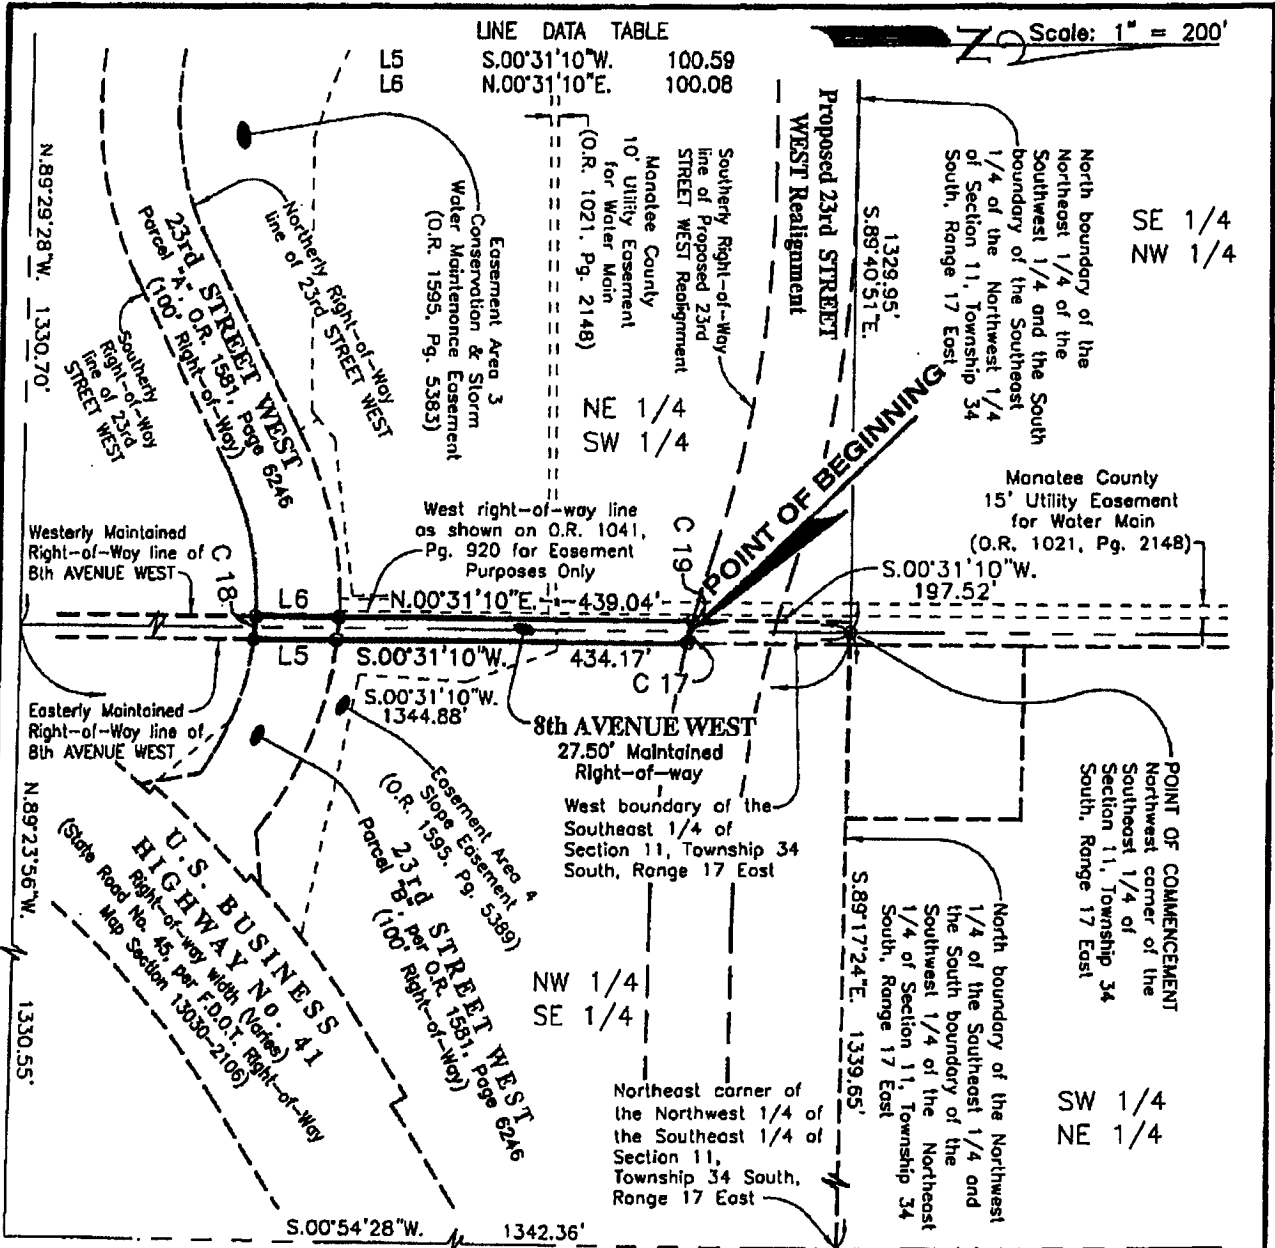 LINE DATA TABLE
L5 S.00°31'10"W. 100.59
L6 N.00°31'10"E. 100.08
Scale: 1" = 200'
N.89°29'28"W. 1330.70'
23rd STREET WEST
Parcel "A", O.R. 1581, Page 6246
(100' Right-of-Way)
Southerly
Right-of-Way
line of 23rd
STREET WEST
Northerly Right-of-Way
line of 23rd STREET WEST
Easement Area 3
Conservation & Storm
Water Maintenonce Easement
(O.R. 1595, Pg. 5383)
Manatee County
10' Utility Easement
for Water Main
(O.R. 1021, Pg. 2148)
Southerly Right-of-Way
line of Proposed 23rd
STREET WEST Realignment
Proposed 23rd STREET
WEST Realignment
1329.95'
S.89°40'51"E.
North boundary of the
Northeast 1/4 of the
Southwest 1/4 and the South
boundary of the Southeast
1/4 of the Northwest 1/4
of Section 11, Township 34
South, Range 17 East
SE 1/4
NW 1/4
NE 1/4
SW 1/4
POINT OF BEGINNING
Manatee County
15' Utility Easement
for Water Main
(O.R. 1021, Pg. 2148)
Westerly Maintained
Right-of-Way line of
8th AVENUE WEST
C 18
West right-of-way line
as shown on O.R. 1041,
Pg. 920 for Easement
Purposes Only
C 19
S.00°31'10"W.
197.52'
L6
N.00°31'10"E. 439.04'
L5
S.00°31'10"W. 434.17'
C 17
S.00°31'10"W.
1344.88'
8th AVENUE WEST
27.50' Maintained
Right-of-way
Easterly Maintained
Right-of-Way line of
8th AVENUE WEST
N.89°23'56"W. 1330.55'
U.S. BUSINESS
HIGHWAY NO. 41
Right-of-way width (Varies)
(State Road No. 45, per F.D.O.T. Right-of-Way
Map Section 13030-2106)
Easement Area 4
Slope Easement
(O.R. 1595, Pg. 5389)
23rd STREET WEST
Parcel "B", per O.R. 1581, Page 6246
(100' Right-of-Way)
West boundary of the
Southeast 1/4 of
Section 11, Township 34
South, Range 17 East
POINT OF COMMENCEMENT
Northwest corner of the
Southeast 1/4 of
Section 11, Township 34
South, Range 17 East
S.89°17'24"E. 1339.65'
North boundary of the Northwest
1/4 of the Southeast 1/4 and
the South boundary of the
Southwest 1/4 of the Northeast
1/4 of Section 11, Township 34
South, Range 17 East
NW 1/4
SE 1/4
SW 1/4
NE 1/4
Northeast corner of
the Northwest 1/4 of
the Southeast 1/4 of
Section 11,
Township 34 South,
Range 17 East
S.00°54'28"W. 1342.36'